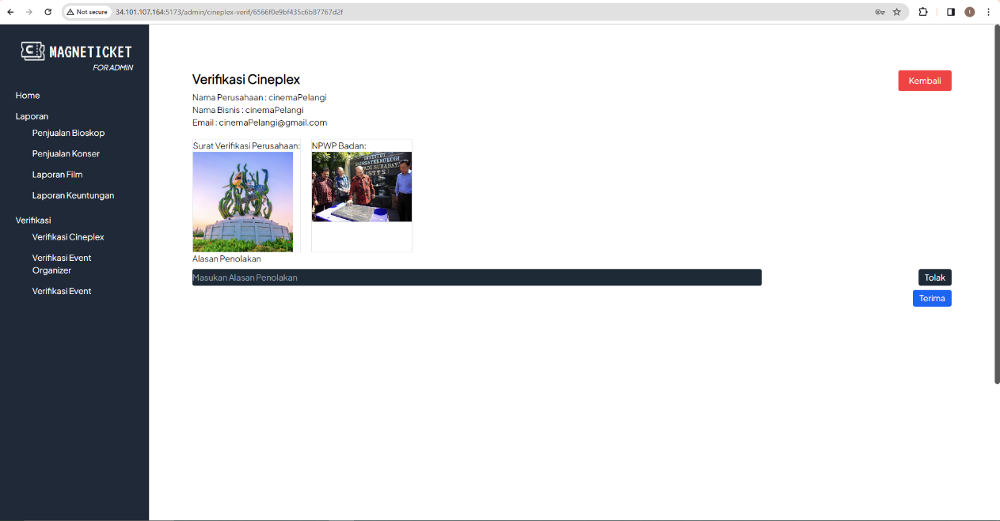 Not secure
34.101.107.164:5173/admin/cineplex-verif/6566f0e9bf435c6b87767d2f
t
C
MAGNETICKET
FOR ADMIN
Home
Laporan
Penjualan Bioskop
Penjualan Konser
Laporan Film
Laporan Keuntungan
Verifikasi
Verifikasi Cineplex
Verifikasi Event
Organizer
Verifikasi Event
Verifikasi Cineplex
Kembali
Nama Perusahaan : cinemaPelangi
Nama Bisnis : cinemaPelangi
Email : cinemaPelangi@gmail.com
Surat Verifikasi Perusahaan:
NPWP Badan:
INSTITUT
SURABAYA
Alasan Penolakan
Masukan Alasan Penolakan
Tolak
Terima